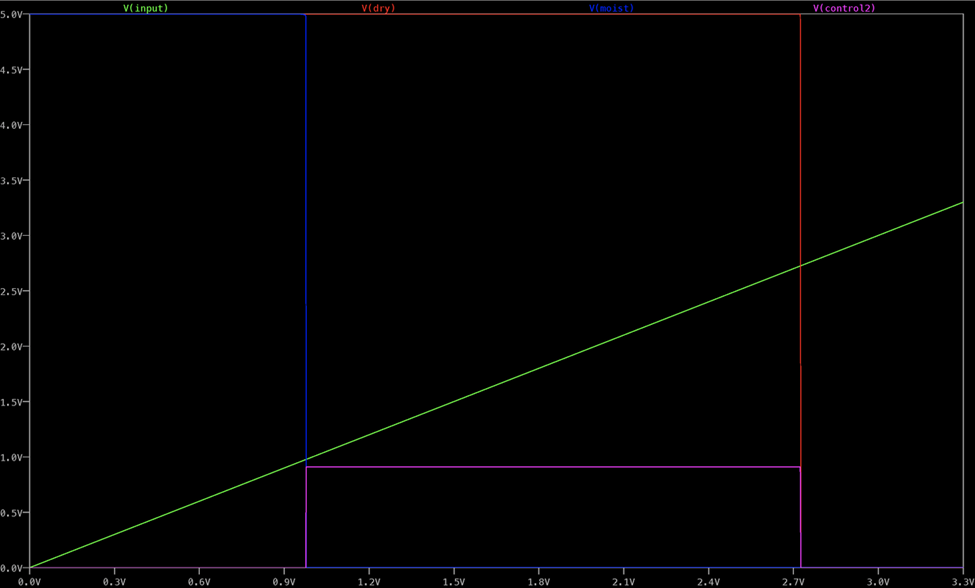 V(input) V(dry) V(moist) V(control2)
5.0V
4.5V
4.0V
3.5V
3.0V
2.5V
2.0V
1.5V
1.0V
0.5V
0.0V
0.0V 0.3V 0.6V 0.9V 1.2V 1.5V 1.8V 2.1V 2.4V 2.7V 3.0V 3.3V